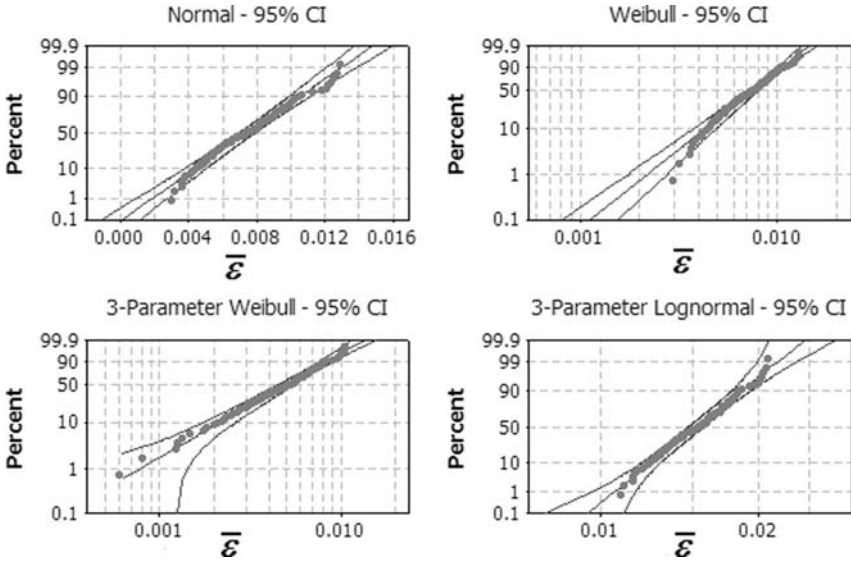 Normal - 95% CI
Percent
99.9
99
90
50
10
1
0.1
0.000 0.004 0.008 0.012 0.016
ε̅
Weibull - 95% CI
Percent
99.9
90
50
10
1
0.1
0.001 0.010
ε̅
3-Parameter Weibull - 95% CI
Percent
99.9
90
50
10
1
0.1
0.001 0.010
ε̅
3-Parameter Lognormal - 95% CI
Percent
99.9
99
90
50
10
1
0.1
0.01 0.02
ε̅